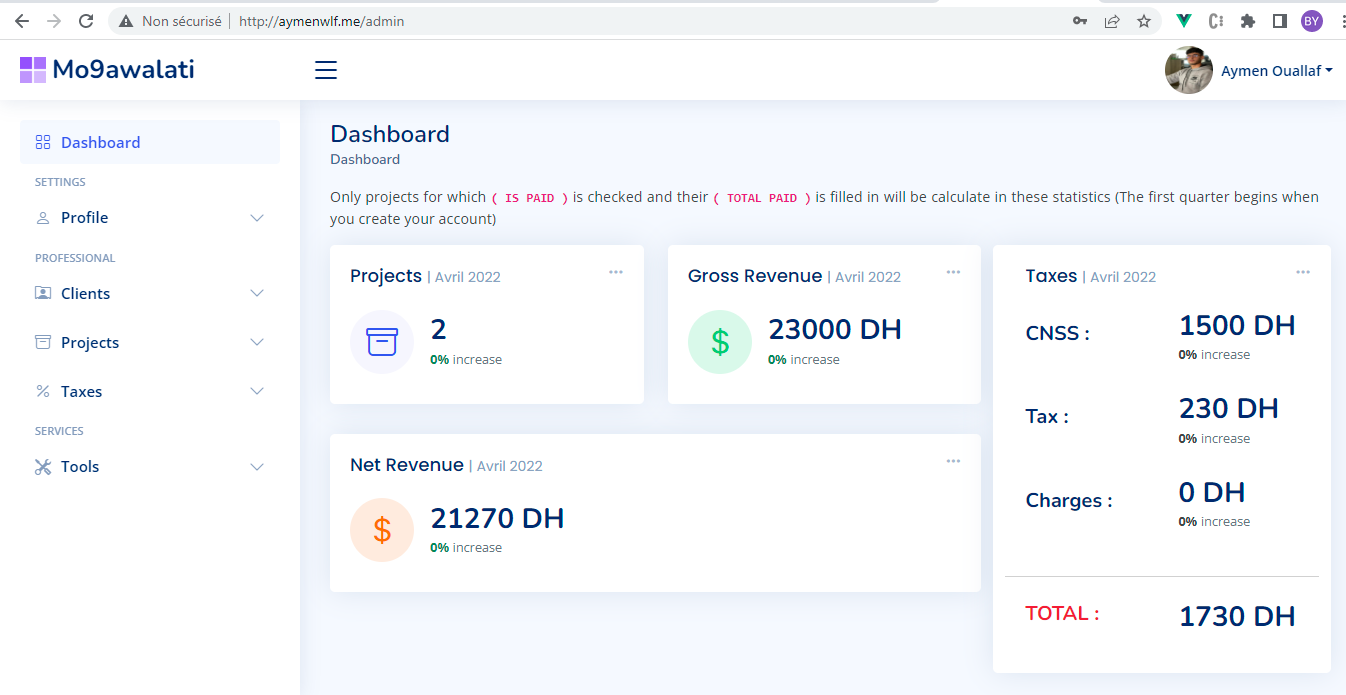 Non sécurisé | http://aymenwlf.me/admin
BY
Mo9awalati
Aymen Ouallaf
Dashboard
SETTINGS
Profile
PROFESSIONAL
Clients
Projects
Taxes
SERVICES
Tools
Dashboard
Dashboard
Only projects for which ( IS PAID ) is checked and their ( TOTAL PAID ) is filled in will be calculate in these statistics (The first quarter begins when
you create your account)
Projects | Avril 2022
2
0% increase
Gross Revenue | Avril 2022
$
23000 DH
0% increase
Net Revenue | Avril 2022
$
21270 DH
0% increase
Taxes | Avril 2022
CNSS :
1500 DH
0% increase
Tax :
230 DH
0% increase
Charges :
0 DH
0% increase
TOTAL :
1730 DH